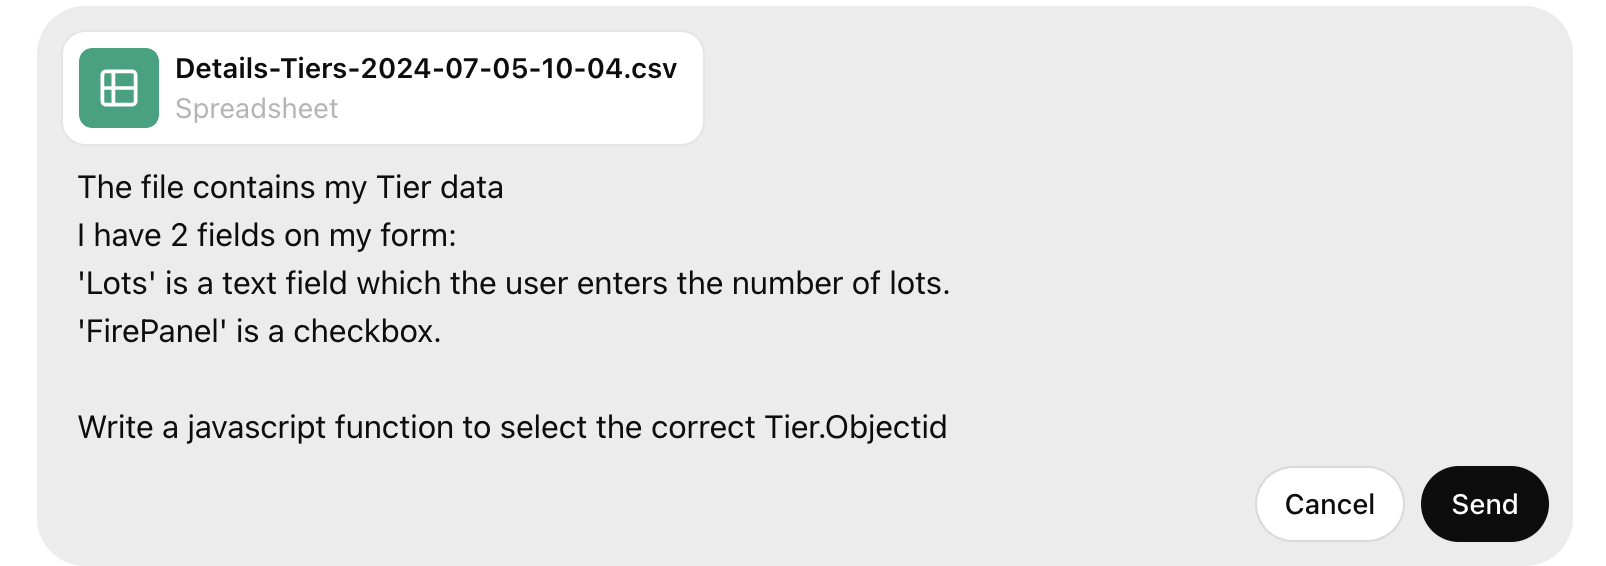 Details-Tiers-2024-07-05-10-04.csv
Spreadsheet
The file contains my Tier data
I have 2 fields on my form:
'Lots' is a text field which the user enters the number of lots.
'FirePanel' is a checkbox.
Write a javascript function to select the correct Tier.Objectid
Cancel
Send